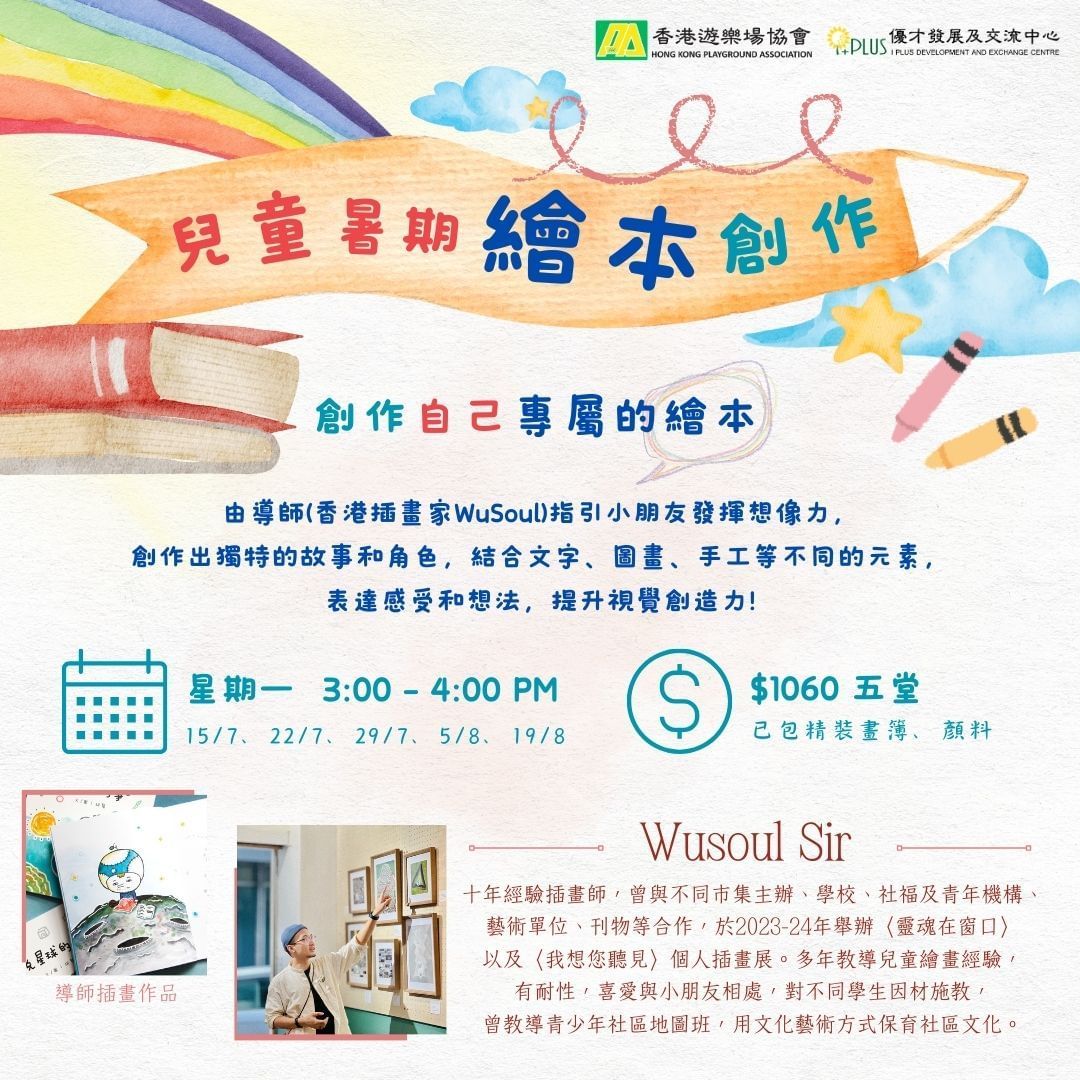 香港遊樂場協會
HONG KONG PLAYGROUND ASSOCIATION
i+PLUS 優才發展及交流中心
I PLUS DEVELOPMENT AND EXCHANGE CENTRE
兒童暑期繪本創作
創作自己專屬的繪本
由導師(香港插畫家WuSoul)指引小朋友發揮想像力,
創作出獨特的故事和角色,結合文字、圖畫、手工等不同的元素,
表達感受和想法,提升視覺創造力!
星期一 3:00 - 4:00 PM
15/7、22/7、29/7、5/8、19/8
$1060 五堂
已包精裝畫簿、顏料
導師插畫作品
Wusoul Sir
十年經驗插畫師,曾與不同市集主辦、學校、社福及青年機構、
藝術單位、刊物等合作,於2023-24年舉辦〈靈魂在窗口〉
以及〈我想您聽見〉個人插畫展。多年教導兒童繪畫經驗,
有耐性,喜愛與小朋友相處,對不同學生因材施教,
曾教導青少年社區地圖班,用文化藝術方式保育社區文化。